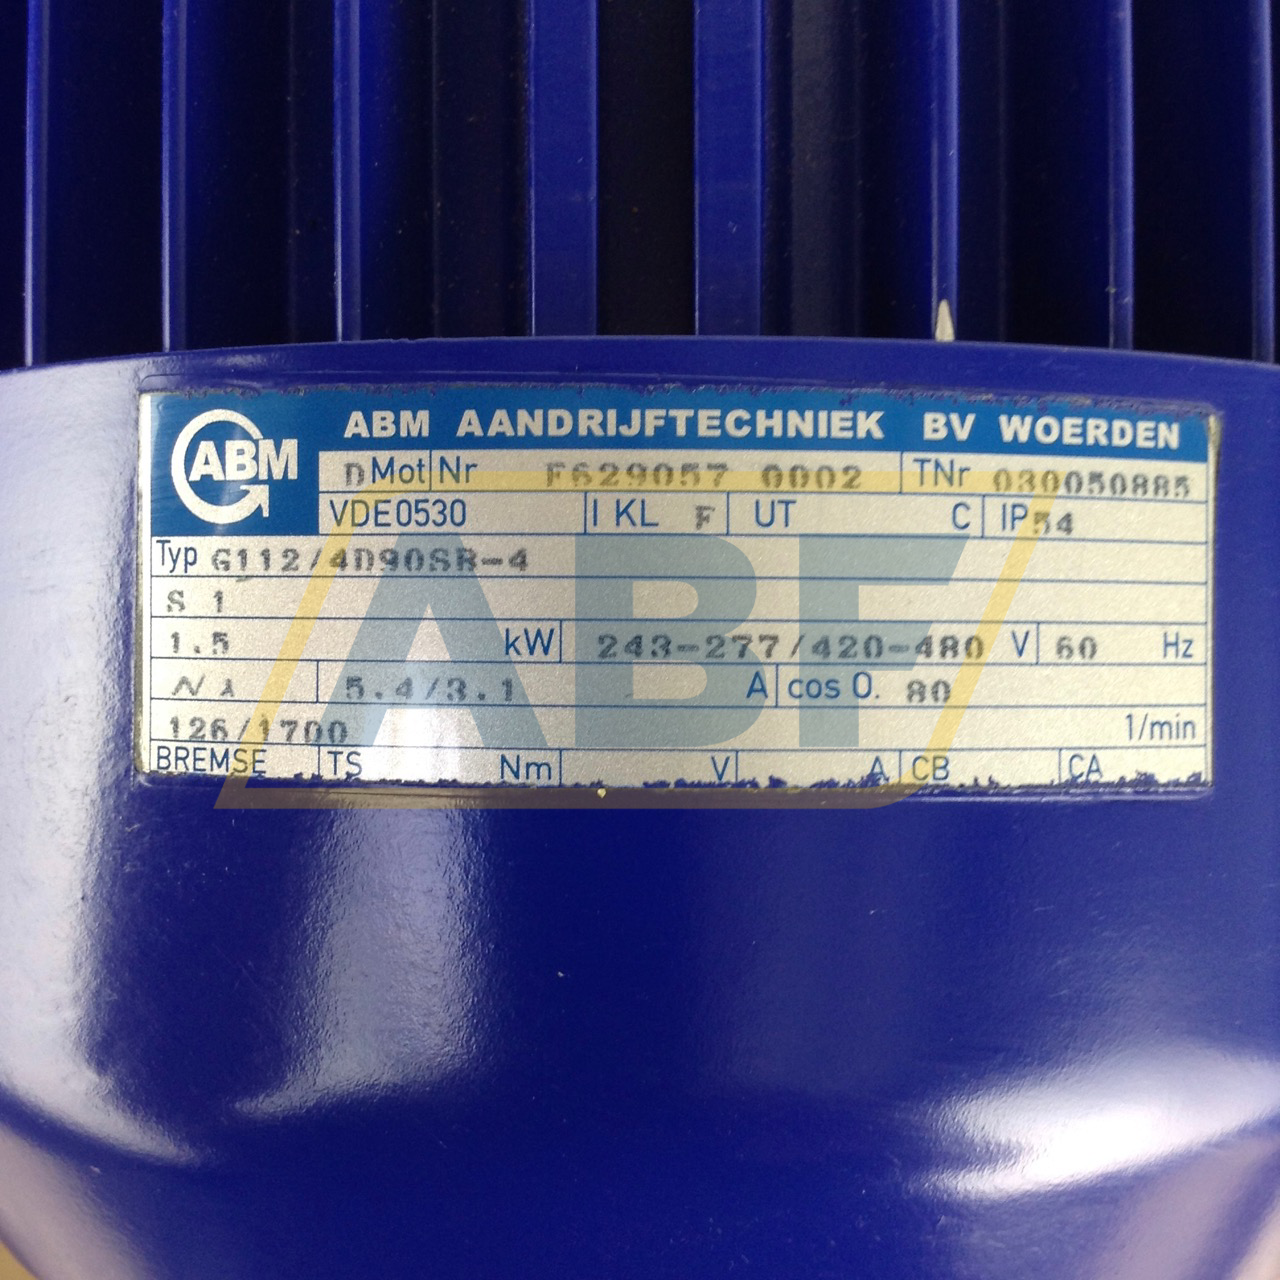 ABM
ABM AANDRIJFTECHNIEK BV WOERDEN
D Mot Nr F629057 0002 TNr 030050885
VDE0530 I KL F UT C IP54
Typ G112/4D90SR-4
S 1
1.5 kW 243-277/420-480 V 60 Hz
5.4/3.1 A cos 0. 80
126/1700 1/min
BREMSE TS Nm V A CB CA
ABF